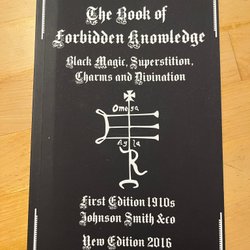 The Book of
Forbidden Knowledge
Black Magic, Superstition,
Charms and Divination
Omega
Agla
R
First Edition 1910s
Johnson Smith &co
New Edition 2016